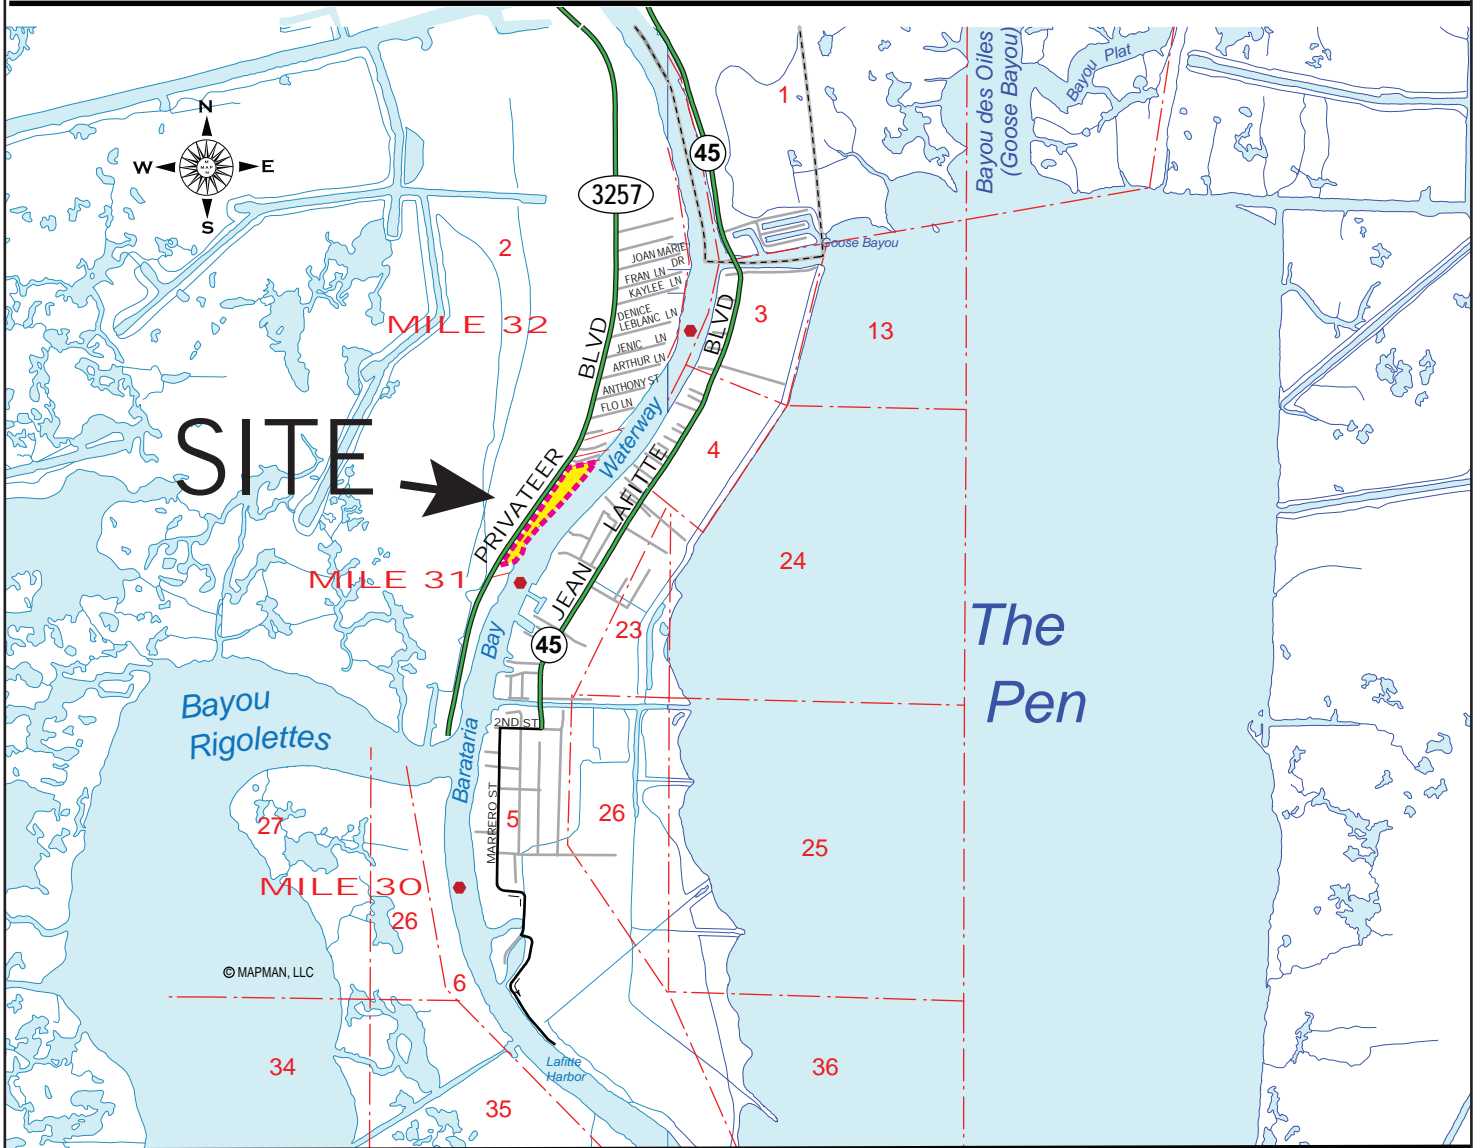 Bayou des Oiles
(Goose Bayou)
Bayou Plat
1
N
W
E
S
MAP
45
3257
2
Goose Bayou
JOAN MARIE
DR
FRAN LN
KAYLEE LN
DENICE
LEBLANC LN
JENIC LN
ARTHUR LN
ANTHONY ST
FLO LN
MILE 32
BLVD
BLVD
3
13
SITE
PRIVATEER
Waterway
LAFITTE
4
24
MILE 31
JEAN
45
23
Bay
The
Pen
Bayou
Rigolettes
2ND ST
Barataria
MARRERO ST
5
26
27
25
MILE 30
26
© MAPMAN, LLC
6
34
Lafitte
Harbor
36
35